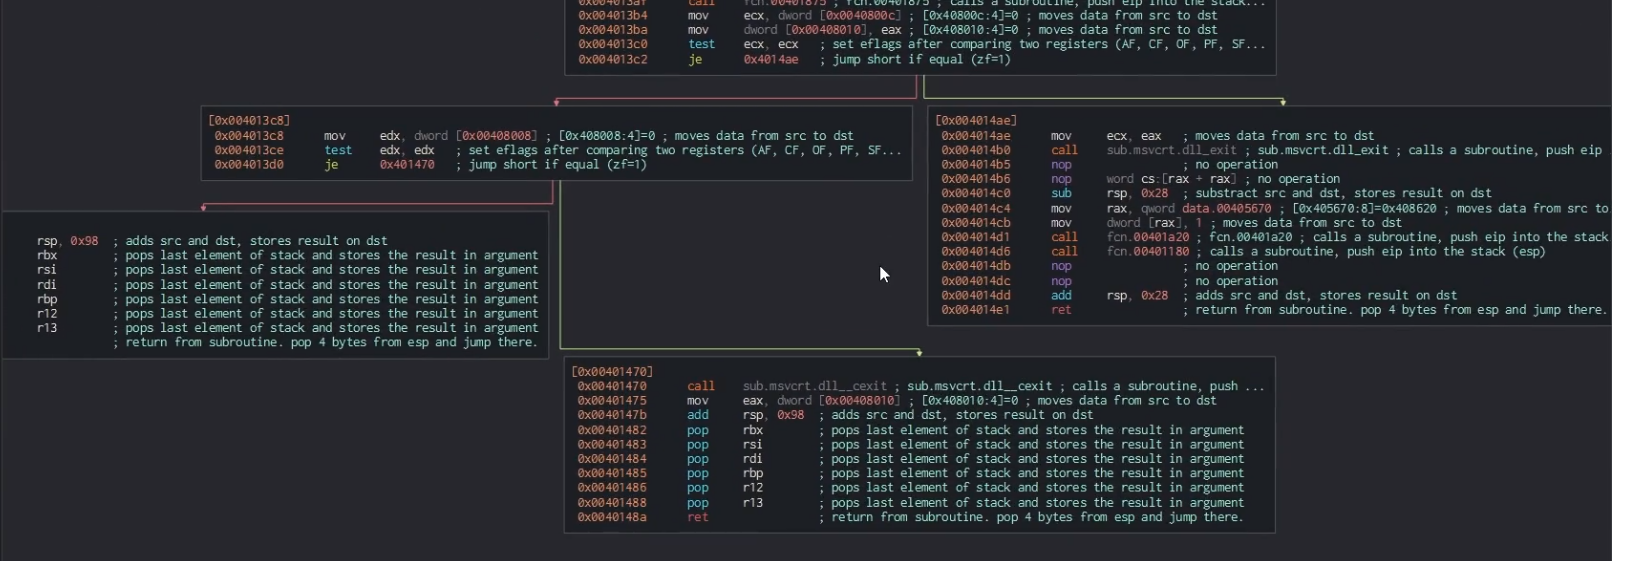 0x004013af call fcn.00401875 ; fcn.00401875 ; calls a subroutine, push eip into the stack...
0x004013b4 mov ecx, dword [0x0040800c] ; [0x40800c:4]=0 ; moves data from src to dst
0x004013ba mov dword [0x00408010], eax ; [0x408010:4]=0 ; moves data from src to dst
0x004013c0 test ecx, ecx ; set eflags after comparing two registers (AF, CF, OF, PF, SF...
0x004013c2 je 0x4014ae ; jump short if equal (zf=1)
[0x004013c8]
0x004013c8 mov edx, dword [0x00408008] ; [0x408008:4]=0 ; moves data from src to dst
0x004013ce test edx, edx ; set eflags after comparing two registers (AF, CF, OF, PF, SF...
0x004013d0 je 0x401470 ; jump short if equal (zf=1)
[0x004014ae]
0x004014ae mov ecx, eax ; moves data from src to dst
0x004014b0 call sub.msvcrt.dll_exit ; sub.msvcrt.dll_exit ; calls a subroutine, push eip
0x004014b5 nop ; no operation
0x004014b6 nop word cs:[rax + rax] ; no operation
0x004014c0 sub rsp, 0x28 ; substract src and dst, stores result on dst
0x004014c4 mov rax, qword data.00405670 ; [0x405670:8]=0x408620 ; moves data from src to
0x004014cb mov dword [rax], 1 ; moves data from src to dst
0x004014d1 call fcn.00401a20 ; fcn.00401a20 ; calls a subroutine, push eip into the stack
0x004014d6 call fcn.00401180 ; calls a subroutine, push eip into the stack (esp)
0x004014db nop ; no operation
0x004014dc nop ; no operation
0x004014dd add rsp, 0x28 ; adds src and dst, stores result on dst
0x004014e1 ret ; return from subroutine. pop 4 bytes from esp and jump there.
rsp, 0x98 ; adds src and dst, stores result on dst
rbx ; pops last element of stack and stores the result in argument
rsi ; pops last element of stack and stores the result in argument
rdi ; pops last element of stack and stores the result in argument
rbp ; pops last element of stack and stores the result in argument
r12 ; pops last element of stack and stores the result in argument
r13 ; pops last element of stack and stores the result in argument
; return from subroutine. pop 4 bytes from esp and jump there.
[0x00401470]
0x00401470 call sub.msvcrt.dll__cexit ; sub.msvcrt.dll__cexit ; calls a subroutine, push ...
0x00401475 mov eax, dword [0x00408010] ; [0x408010:4]=0 ; moves data from src to dst
0x0040147b add rsp, 0x98 ; adds src and dst, stores result on dst
0x00401482 pop rbx ; pops last element of stack and stores the result in argument
0x00401483 pop rsi ; pops last element of stack and stores the result in argument
0x00401484 pop rdi ; pops last element of stack and stores the result in argument
0x00401485 pop rbp ; pops last element of stack and stores the result in argument
0x00401486 pop r12 ; pops last element of stack and stores the result in argument
0x00401488 pop r13 ; pops last element of stack and stores the result in argument
0x0040148a ret ; return from subroutine. pop 4 bytes from esp and jump there.